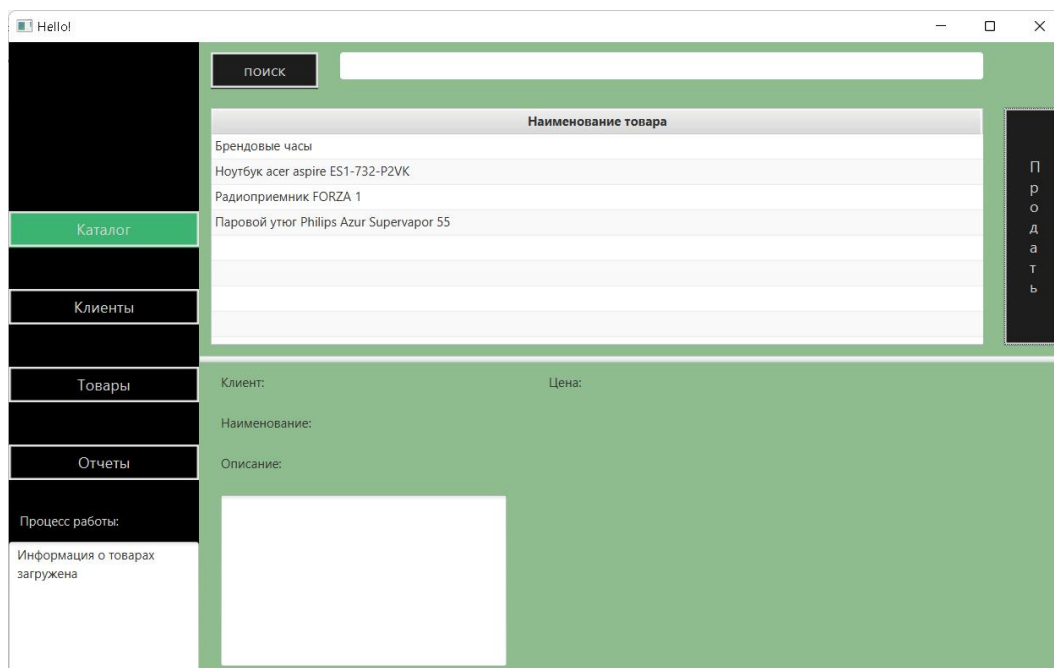 Hello!
поиск
Наименование товара
Брендовые часы
Ноутбук acer aspire ES1-732-P2VK
Радиоприемник FORZA 1
Паровой утюг Philips Azur Supervapor 55
Продать
Каталог
Клиенты
Товары
Отчеты
Процесс работы:
Информация о товарах
загружена
Клиент:
Цена:
Наименование:
Описание: